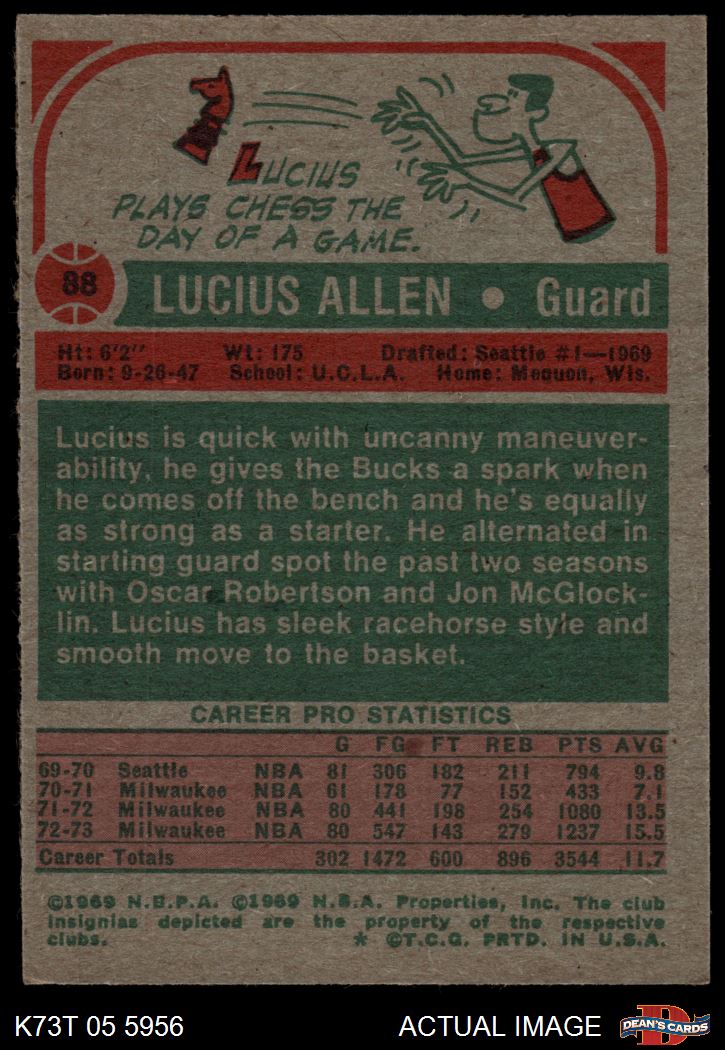 LUCIUS
PLAYS CHESS THE
DAY OF A GAME.
88
LUCIUS ALLEN • Guard
Ht: 6'2" Wt: 175 Drafted: Seattle #1—1969
Born: 9-26-47 School: U.C.L.A. Home: Mequon, Wis.
Lucius is quick with uncanny maneuver-
ability, he gives the Bucks a spark when
he comes off the bench and he's equally
as strong as a starter. He alternated in
starting guard spot the past two seasons
with Oscar Robertson and Jon McGlock-
lin. Lucius has sleek racehorse style and
smooth move to the basket.
CAREER PRO STATISTICS
G FG FT REB PTS AVG
69-70 Seattle NBA 81 306 182 211 794 9.8
70-71 Milwaukee NBA 61 178 77 152 433 7.1
71-72 Milwaukee NBA 80 441 198 254 1080 13.5
72-73 Milwaukee NBA 80 547 143 279 1237 15.5
Career Totals 302 1472 600 896 3544 11.7
©1969 N.B.P.A. ©1969 N.B.A. Properties, Inc. The club
insignias depicted are the property of the respective
clubs. * ©T.C.G. PRTD. IN U.S.A.
K73T 05 5956 ACTUAL IMAGE
D
DEAN'S CARDS